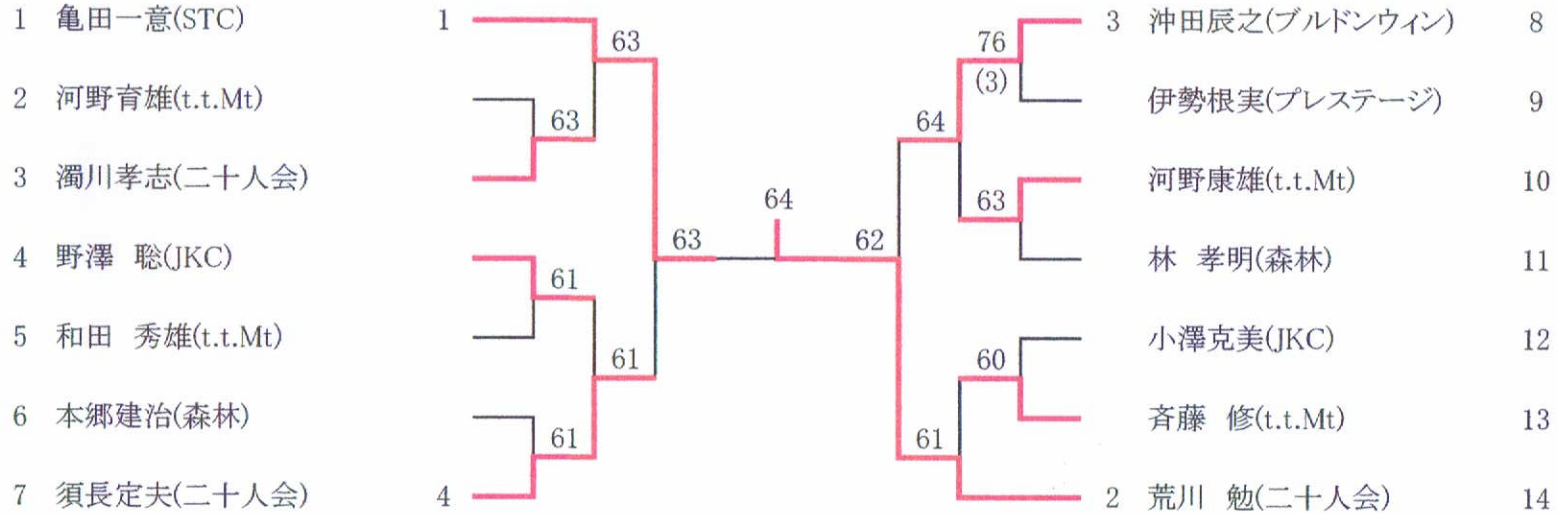 1 亀田一意(STC) 1
63
2 河野育雄(t.t.Mt)
63
3 濁川孝志(二十人会)
63
4 野澤 聡(JKC)
61
5 和田 秀雄(t.t.Mt)
61
6 本郷建治(森林)
61
7 須長定夫(二十人会) 4
64
3 沖田辰之(ブルドンウィン) 8
76
(3)
伊勢根実(プレステージ) 9
64
河野康雄(t.t.Mt) 10
63
林 孝明(森林) 11
62
小澤克美(JKC) 12
60
斉藤 修(t.t.Mt) 13
61
2 荒川 勉(二十人会) 14